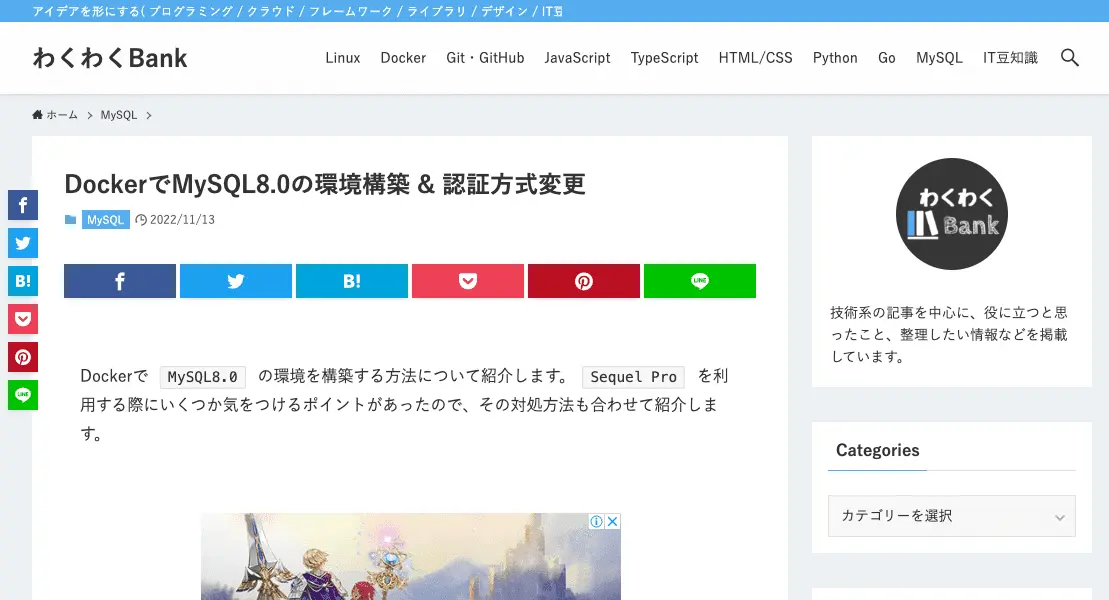 アイデアを形にする( プログラミング / クラウド / フレームワーク / ライブラリ / デザイン / IT豆
わくわくBank
Linux Docker Git・GitHub JavaScript TypeScript HTML/CSS Python Go MySQL IT豆知識
ホーム MySQL
DockerでMySQL8.0の環境構築 & 認証方式変更
MySQL 2022/11/13
B!
LINE
B!
LINE
Dockerで MySQL8.0 の環境を構築する方法について紹介します。 Sequel Pro を利
用する際にいくつか気をつけるポイントがあったので、その対処方法も合わせて紹介しま
す。
わくわく
Bank
技術系の記事を中心に、役に立つと思
ったこと、整理したい情報などを掲載
しています。
Categories
カテゴリーを選択